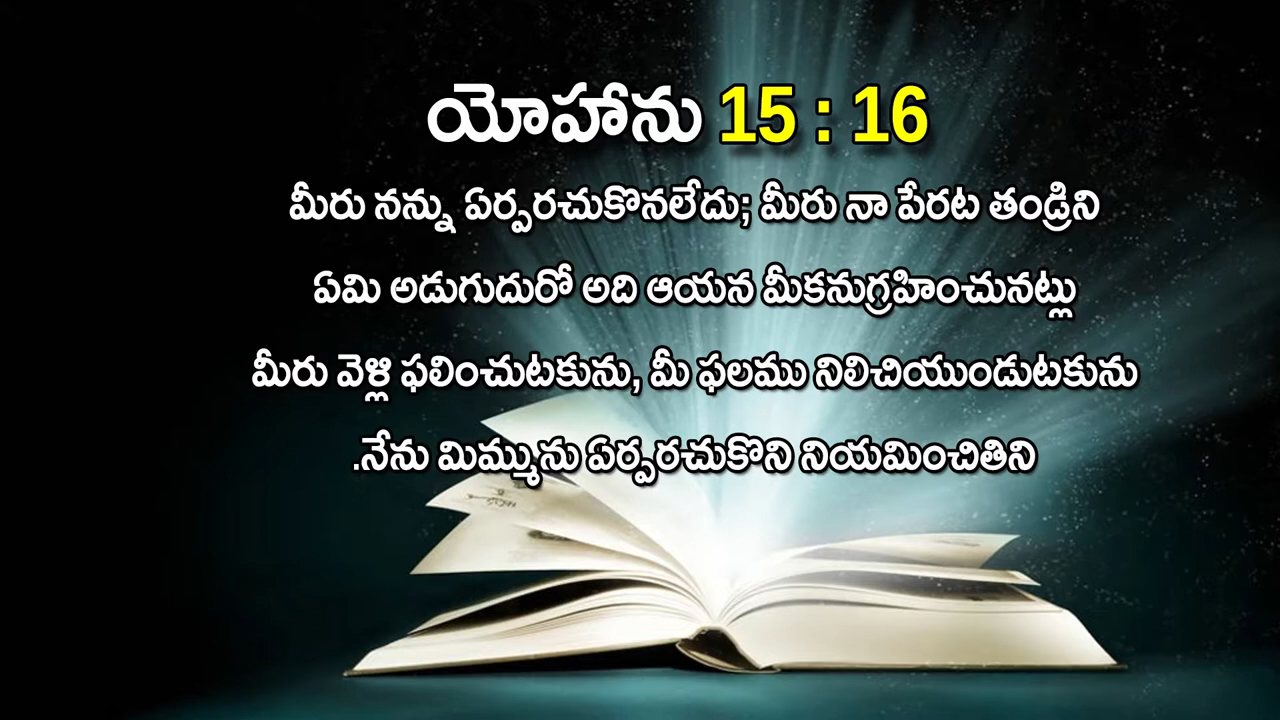 యోహాను 15 : 16
మీరు నన్ను ఏర్పరచుకొనలేదు; మీరు నా పేరట తండ్రిని
ఏమి అడుగుదురో అది ఆయన మీకనుగ్రహించునట్లు
మీరు వెళ్లి ఫలించుటకును, మీ ఫలము నిలిచియుండుటకును
.నేను మిమ్మును ఏర్పరచుకొని నియమించితిని